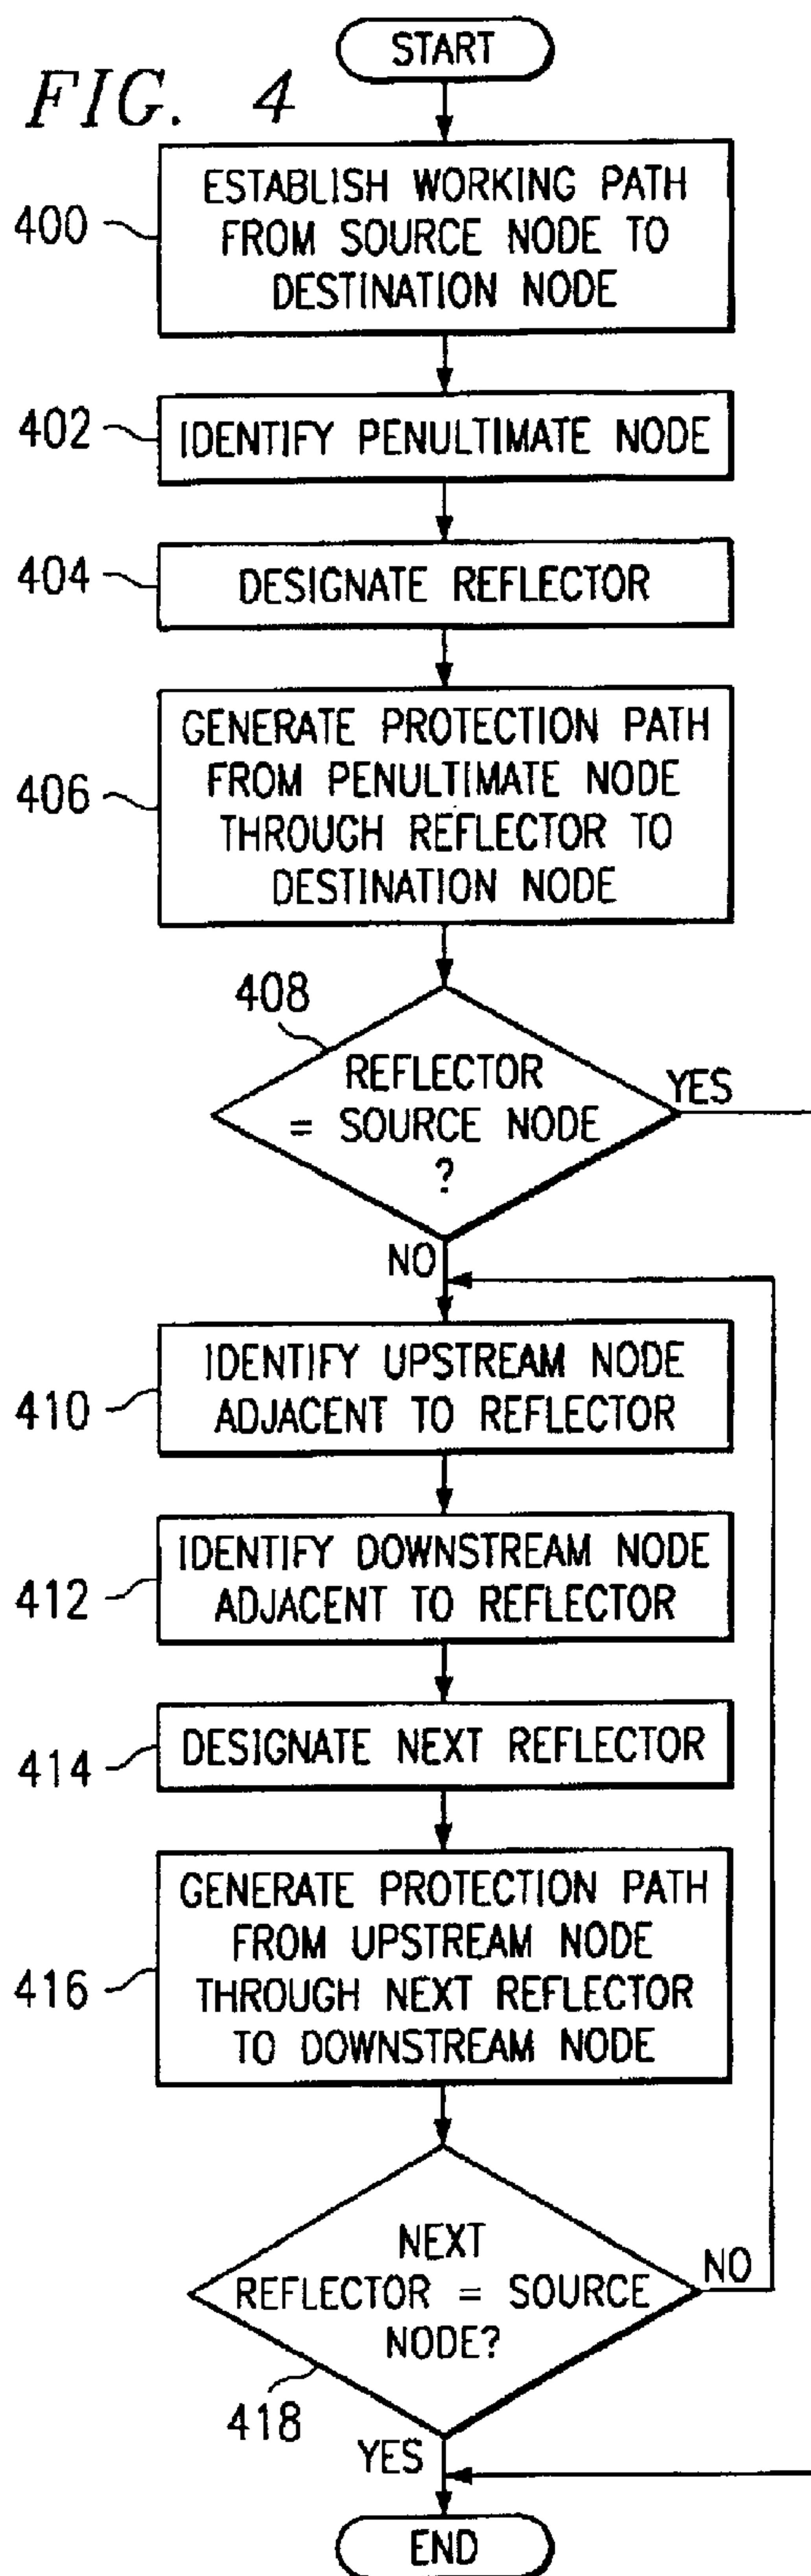 START
FIG. 4
400
ESTABLISH WORKING PATH
FROM SOURCE NODE TO
DESTINATION NODE
402
IDENTIFY PENULTIMATE NODE
404
DESIGNATE REFLECTOR
406
GENERATE PROTECTION PATH
FROM PENULTIMATE NODE
THROUGH REFLECTOR TO
DESTINATION NODE
408
REFLECTOR
= SOURCE NODE
?
YES
NO
410
IDENTIFY UPSTREAM NODE
ADJACENT TO REFLECTOR
412
IDENTIFY DOWNSTREAM NODE
ADJACENT TO REFLECTOR
414
DESIGNATE NEXT REFLECTOR
416
GENERATE PROTECTION PATH
FROM UPSTREAM NODE
THROUGH NEXT REFLECTOR
TO DOWNSTREAM NODE
NEXT
REFLECTOR = SOURCE
NODE?
NO
418
YES
END